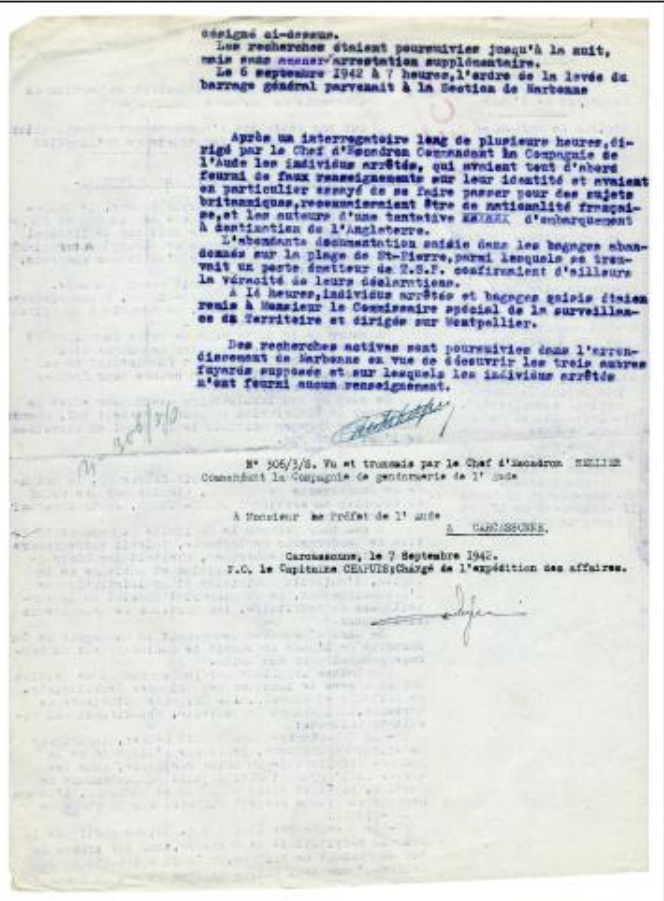 désigné ci-dessus.
Les recherches étaient poursuivies jusqu'à la nuit,
mais sans amener arrestation supplémentaire.
Le 6 septembre 1942 à 7 heures,l'ordre de la levée du
barrage général parvenait à la Section de Narbonne
Après un interrogatoire long de plusieurs heures,di-
rigé par le Chef d'Escadron Commandant la Compagnie de
l'Aude les individus arrêtés, qui avaient tout d'abord
fourni de faux renseignements sur leur identité et avaient
en particulier essayé de se faire passer pour des sujets
britanniques,reconnaissaient être de nationalité françai-
se,et les auteurs d'une tentative d'embarquement
à destination de l'Angleterre.
L'abondante documentation saisie dans les bagages aban-
donnés sur la plage de St-Pierre,parmi lesquels se trou-
vait un poste émetteur de T.S.F. confirmaient d'ailleurs
la véracité de leurs déclarations.
A 14 heures,individus arrêtés et bagages saisis étaien
remis à Monsieur le Commissaire spécial de la surveillan-
ce du Territoire et dirigés sur Montpellier.
Des recherches actives sont poursuivies dans l'arron-
dissement de Narbonne en vue de découvrir les trois autres
fuyards supposés et sur lesquels les individus arrêtés
n'ont fourni aucun renseignement.
306/3/S
N° 306/3/S. Vu et transmis par le Chef d'Escadron
Commandant la Compagnie de gendarmerie de l' Aude
A Monsieur le Préfet de l' Aude
A CARCASSONNE.
Carcassonne, le 7 Septembre 1942.
P.O. le Capitaine CHAPUIS;Chargé de l'expédition des affaires.